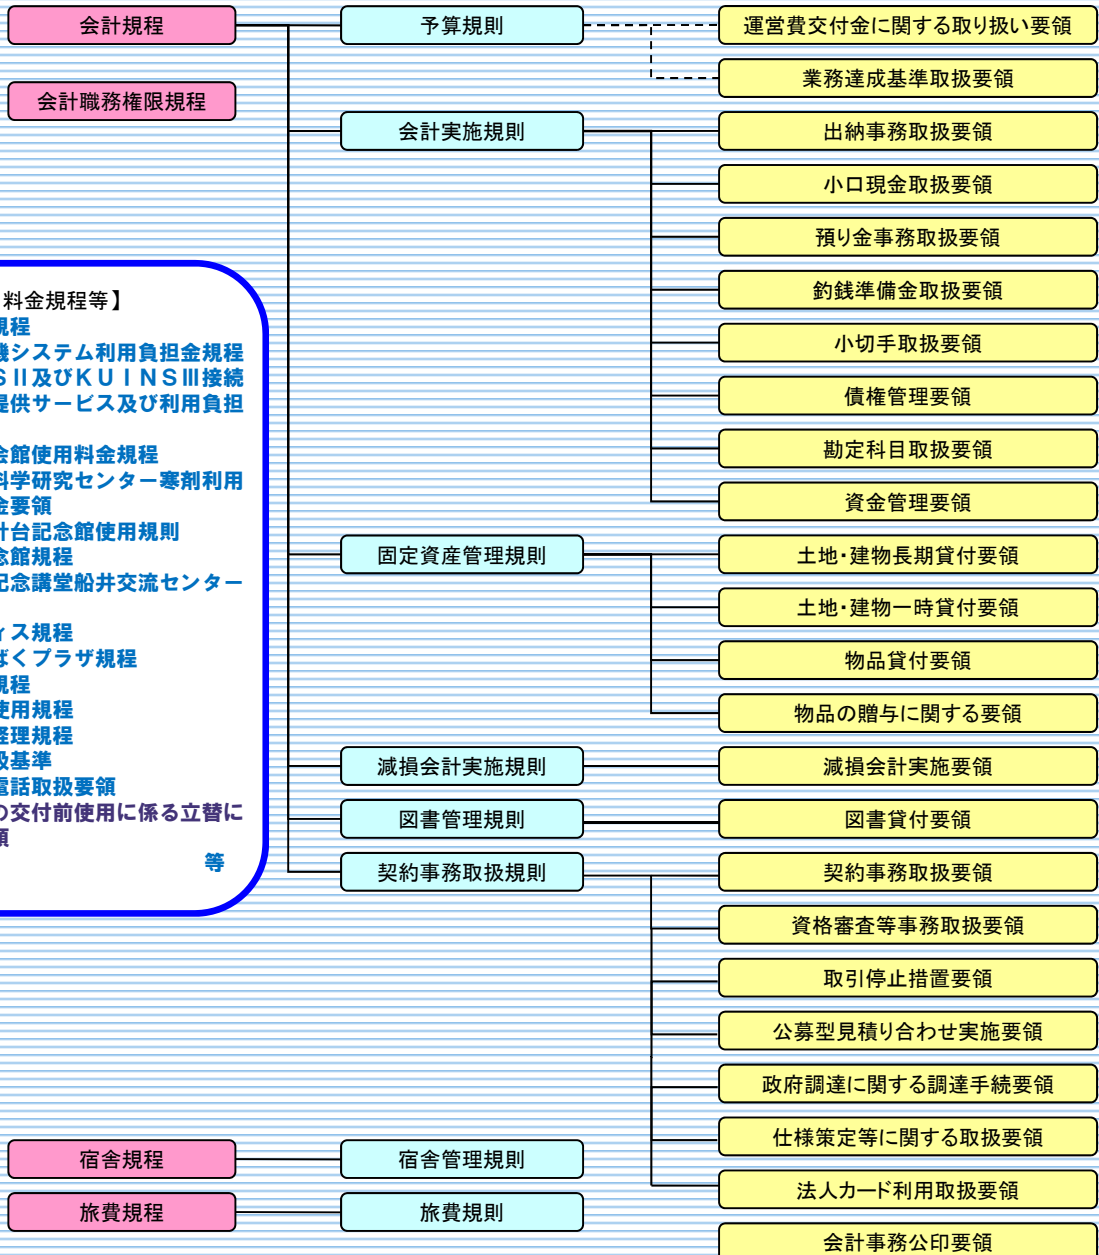 会計規程
会計職務権限規程
料金規程等】
規程
機システム利用負担金規程
SⅡ及びKUINSⅢ接続
提供サービス及び利用負担
会館使用料金規程
科学研究センター寒剤利用
金要領
計台記念館使用規則
念館規程
記念講堂船井交流センター
ィス規程
ばくプラザ規程
規程
使用規程
経理規程
扱基準
電話取扱要領
の交付前使用に係る立替に
領
等
宿舎規程
旅費規程
予算規則
会計実施規則
固定資産管理規則
減損会計実施規則
図書管理規則
契約事務取扱規則
宿舎管理規則
旅費規則
運営費交付金に関する取り扱い要領
業務達成基準取扱要領
出納事務取扱要領
小口現金取扱要領
預り金事務取扱要領
釣銭準備金取扱要領
小切手取扱要領
債権管理要領
勘定科目取扱要領
資金管理要領
土地・建物長期貸付要領
土地・建物一時貸付要領
物品貸付要領
物品の贈与に関する要領
減損会計実施要領
図書貸付要領
契約事務取扱要領
資格審査等事務取扱要領
取引停止措置要領
公募型見積り合わせ実施要領
政府調達に関する調達手続要領
仕様策定等に関する取扱要領
法人カード利用取扱要領
会計事務公印要領